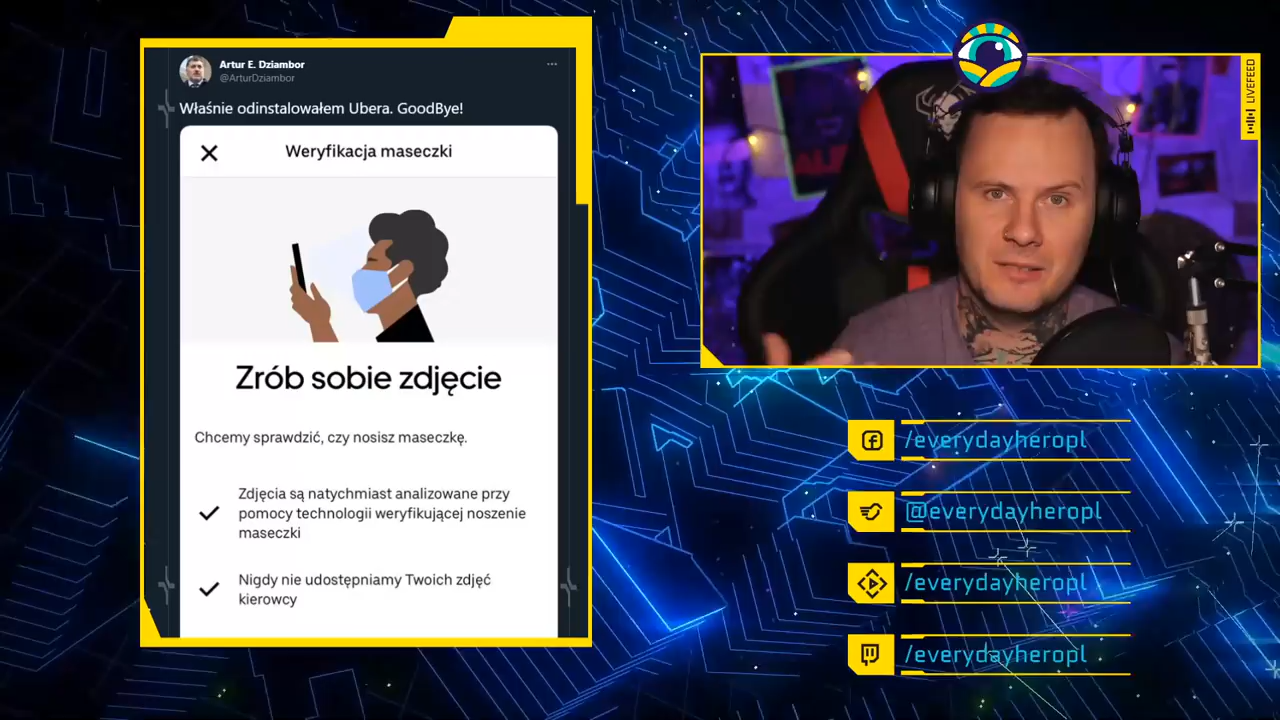 Artur E. Dziambor
@ArturDziambor
Właśnie odinstalowałem Ubera. GoodBye!
Weryfikacja maseczki
Zrób sobie zdjęcie
Chcemy sprawdzić, czy nosisz maseczkę.
Zdjęcia są natychmiast analizowane przy
pomocy technologii weryfikującej noszenie
maseczki
Nigdy nie udostępniamy Twoich zdjęć
kierowcy
LIVEFEED
/everydayheropl
@everydayheropl
/everydayheropl
/everydayheropl